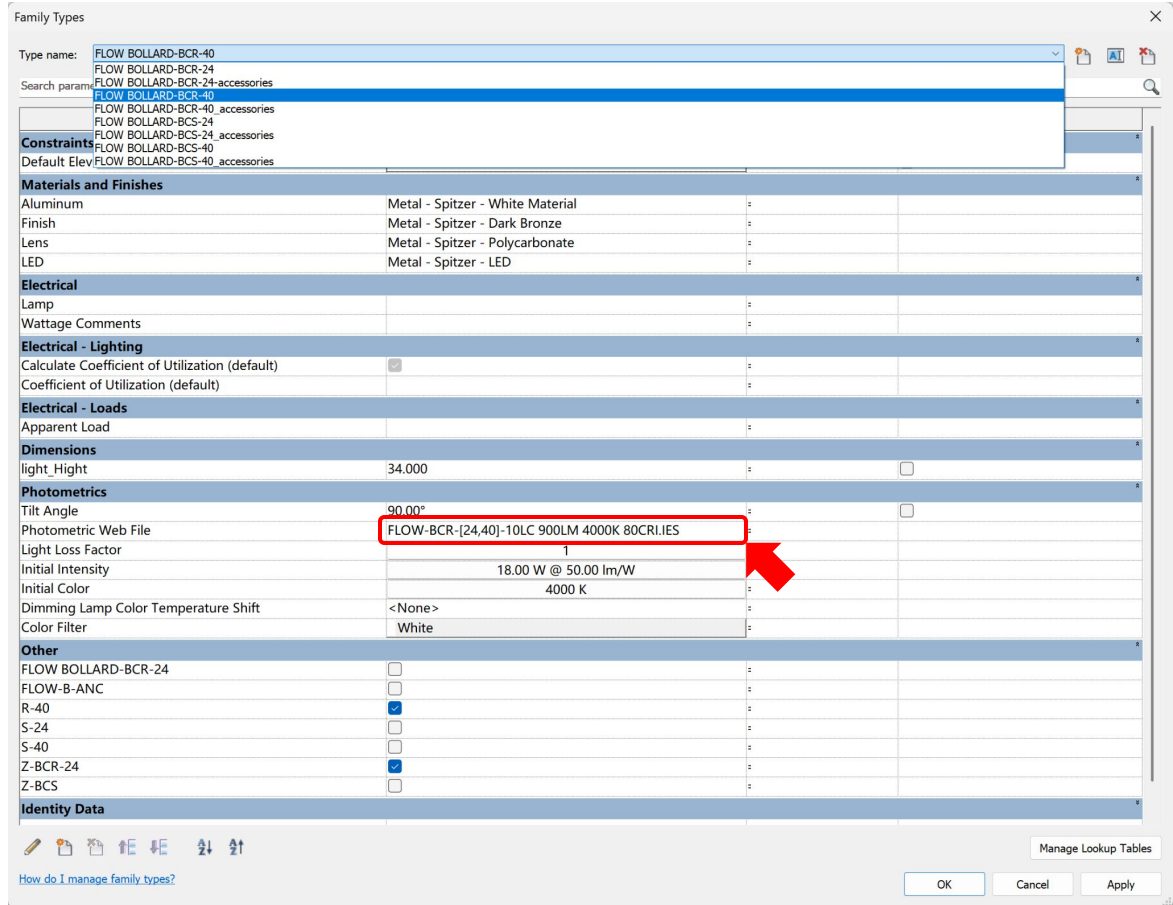 Family Types
Type name: FLOW BOLLARD-BCR-40
FLOW BOLLARD-BCR-24
Search parame FLOW BOLLARD-BCR-24-accessories
FLOW BOLLARD-BCR-40
FLOW BOLLARD-BCR-40_accessories
FLOW BOLLARD-BCS-24
FLOW BOLLARD-BCS-24_accessories
Constraints
FLOW BOLLARD-BCS-40
Default Elev FLOW BOLLARD-BCS-40_accessories
Materials and Finishes
Aluminum Metal - Spitzer - White Material =
Finish Metal - Spitzer - Dark Bronze =
Lens Metal - Spitzer - Polycarbonate =
LED Metal - Spitzer - LED =
Electrical
Lamp =
Wattage Comments =
Electrical - Lighting
Calculate Coefficient of Utilization (default) =
Coefficient of Utilization (default) =
Electrical - Loads
Apparent Load =
Dimensions
light_Hight 34.000 =
Photometrics
Tilt Angle 90.00° =
Photometric Web File FLOW-BCR-[24,40]-10LC 900LM 4000K 80CRI.IES =
Light Loss Factor 1
Initial Intensity 18.00 W @ 50.00 lm/W
Initial Color 4000 K =
Dimming Lamp Color Temperature Shift <None> =
Color Filter White =
Other
FLOW BOLLARD-BCR-24 =
FLOW-B-ANC =
R-40 =
S-24 =
S-40 =
Z-BCR-24 =
Z-BCS =
Identity Data
Manage Lookup Tables
How do I manage family types?
OK Cancel Apply